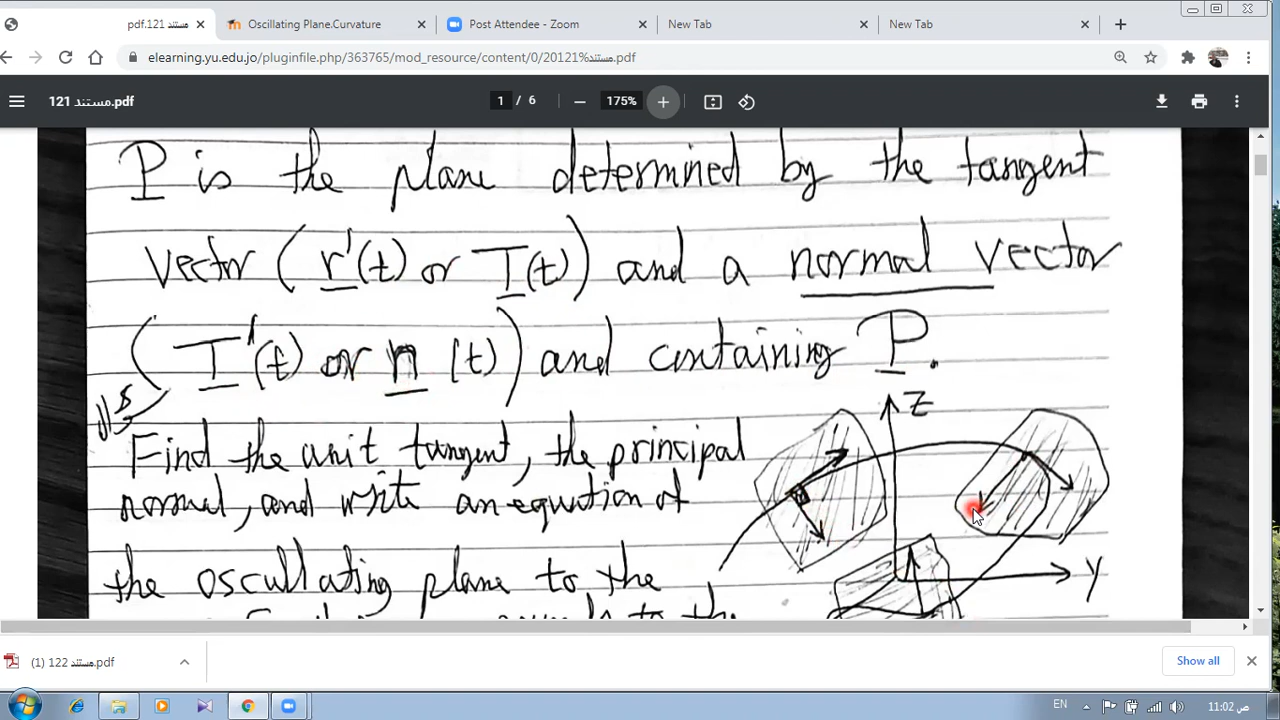 pdf.121 مستند
Oscillating Plane.Curvature
Post Attendee - Zoom
New Tab
New Tab
elearning.yu.edu.jo/pluginfile.php/363765/mod_resource/content/0/20121%مستند.pdf
121 مستند.pdf
1 / 6
175%
P is the plane determined by the tangent
vector (r'(t) or T(t)) and a normal vector
(T'(t) or n (t)) and containing P.
Find the unit tangent, the principal
normal, and write an equation of
the oscullating plane to the
Z
Y
(1) 122 مستند.pdf
Show all
EN
11:02 ص